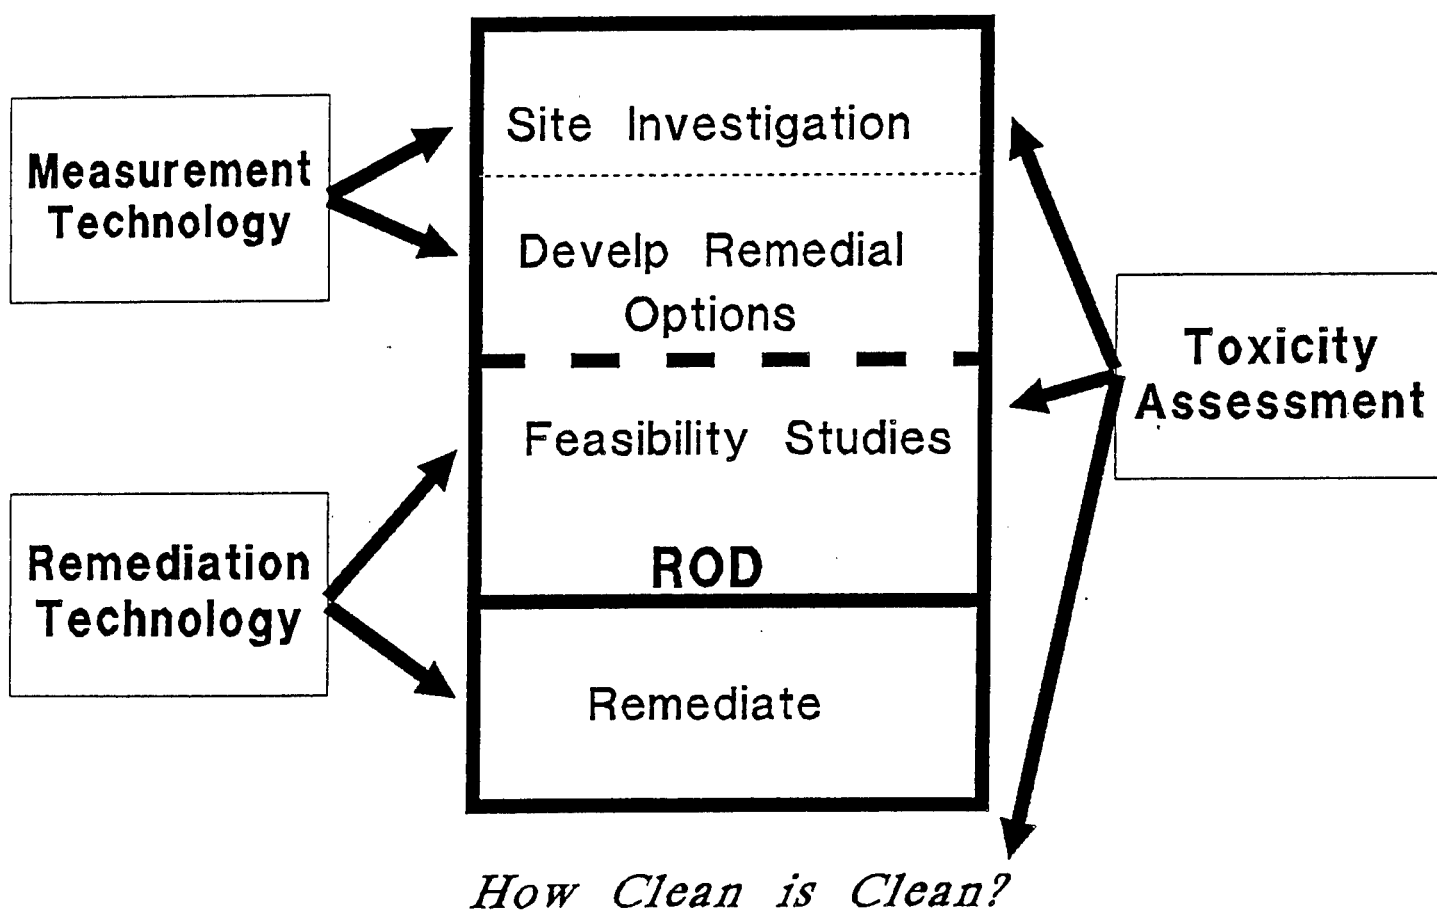 Site Investigation
Measurement
Technology
Develp Remedial
Options
Toxicity
Assessment
Feasibility Studies
Remediation
Technology
ROD
Remediate
How Clean is Clean?